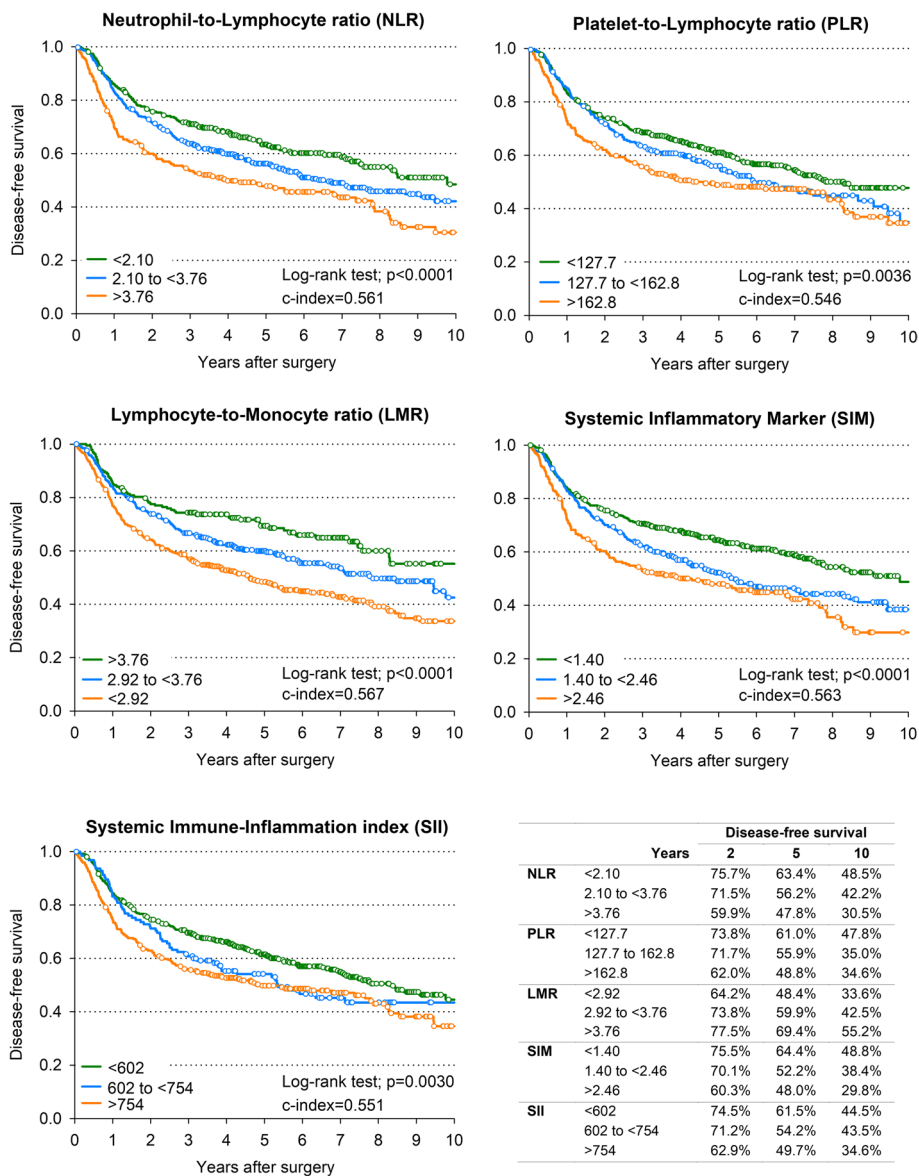 Neutrophil-to-Lymphocyte ratio (NLR)
Disease-free survival
1.0
0.8
0.6
0.4
0.2
0.0
<2.10
2.10 to <3.76
>3.76
Log-rank test; p<0.0001
c-index=0.561
0 1 2 3 4 5 6 7 8 9 10
Years after surgery
Platelet-to-Lymphocyte ratio (PLR)
1.0
0.8
0.6
0.4
0.2
0.0
<127.7
127.7 to <162.8
>162.8
Log-rank test; p=0.0036
c-index=0.546
0 1 2 3 4 5 6 7 8 9 10
Years after surgery
Lymphocyte-to-Monocyte ratio (LMR)
Disease-free survival
1.0
0.8
0.6
0.4
0.2
0.0
>3.76
2.92 to <3.76
<2.92
Log-rank test; p<0.0001
c-index=0.567
0 1 2 3 4 5 6 7 8 9 10
Years after surgery
Systemic Inflammatory Marker (SIM)
1.0
0.8
0.6
0.4
0.2
0.0
<1.40
1.40 to <2.46
>2.46
Log-rank test; p<0.0001
c-index=0.563
0 1 2 3 4 5 6 7 8 9 10
Years after surgery
Systemic Immune-Inflammation index (SII)
Disease-free survival
1.0
0.8
0.6
0.4
0.2
0.0
<602
602 to <754
>754
Log-rank test; p=0.0030
c-index=0.551
0 1 2 3 4 5 6 7 8 9 10
Years after surgery
Disease-free survival
Years 2 5 10
NLR <2.10 75.7% 63.4% 48.5%
2.10 to <3.76 71.5% 56.2% 42.2%
>3.76 59.9% 47.8% 30.5%
PLR <127.7 73.8% 61.0% 47.8%
127.7 to 162.8 71.7% 55.9% 35.0%
>162.8 62.0% 48.8% 34.6%
LMR <2.92 64.2% 48.4% 33.6%
2.92 to <3.76 73.8% 59.9% 42.5%
>3.76 77.5% 69.4% 55.2%
SIM <1.40 75.5% 64.4% 48.8%
1.40 to <2.46 70.1% 52.2% 38.4%
>2.46 60.3% 48.0% 29.8%
SII <602 74.5% 61.5% 44.5%
602 to <754 71.2% 54.2% 43.5%
>754 62.9% 49.7% 34.6%